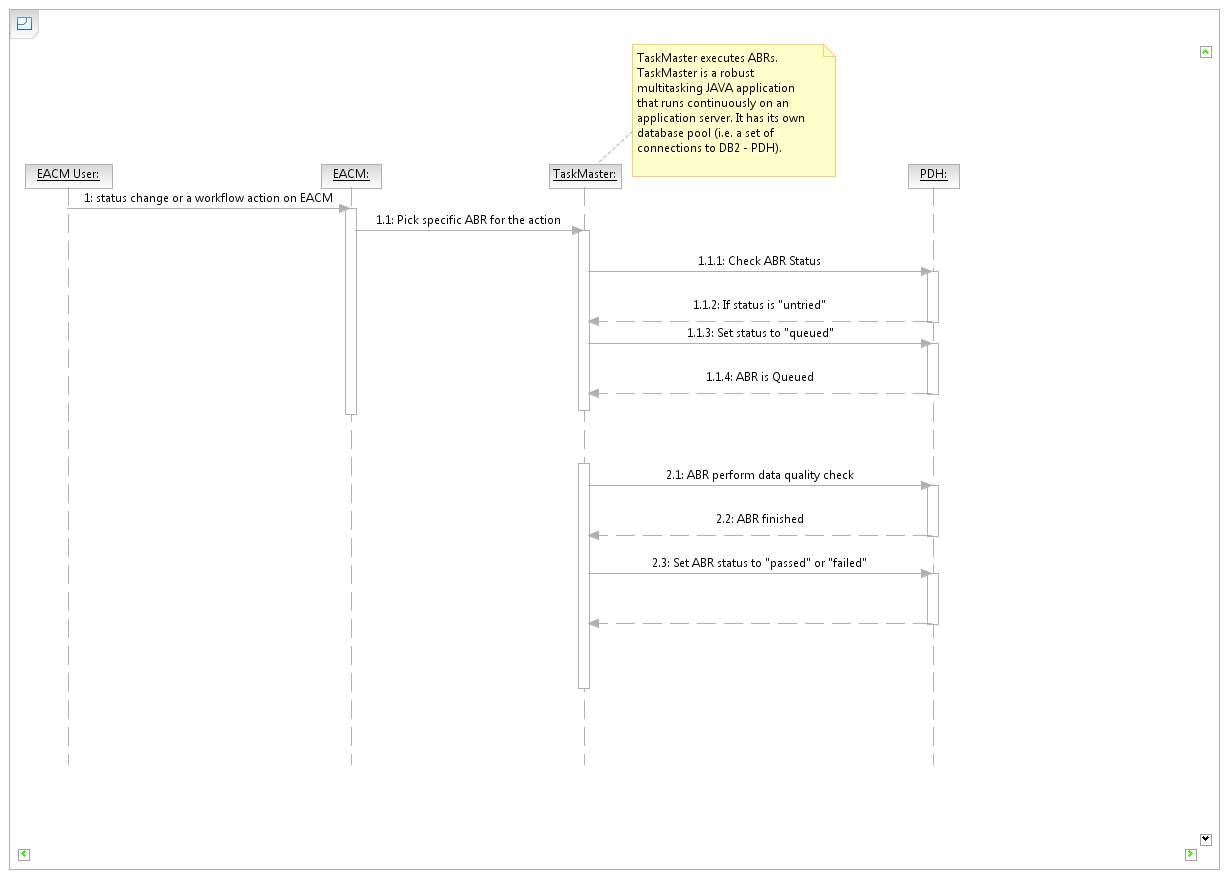 TaskMaster executes ABRs.
TaskMaster is a robust
multitasking JAVA application
that runs continuously on an
application server. It has its own
database pool (i.e. a set of
connections to DB2 - PDH).
EACM User:
EACM:
TaskMaster:
PDH:
1: status change or a workflow action on EACM
1.1: Pick specific ABR for the action
1.1.1: Check ABR Status
1.1.2: If status is "untried"
1.1.3: Set status to "queued"
1.1.4: ABR is Queued
2.1: ABR perform data quality check
2.2: ABR finished
2.3: Set ABR status to "passed" or "failed"